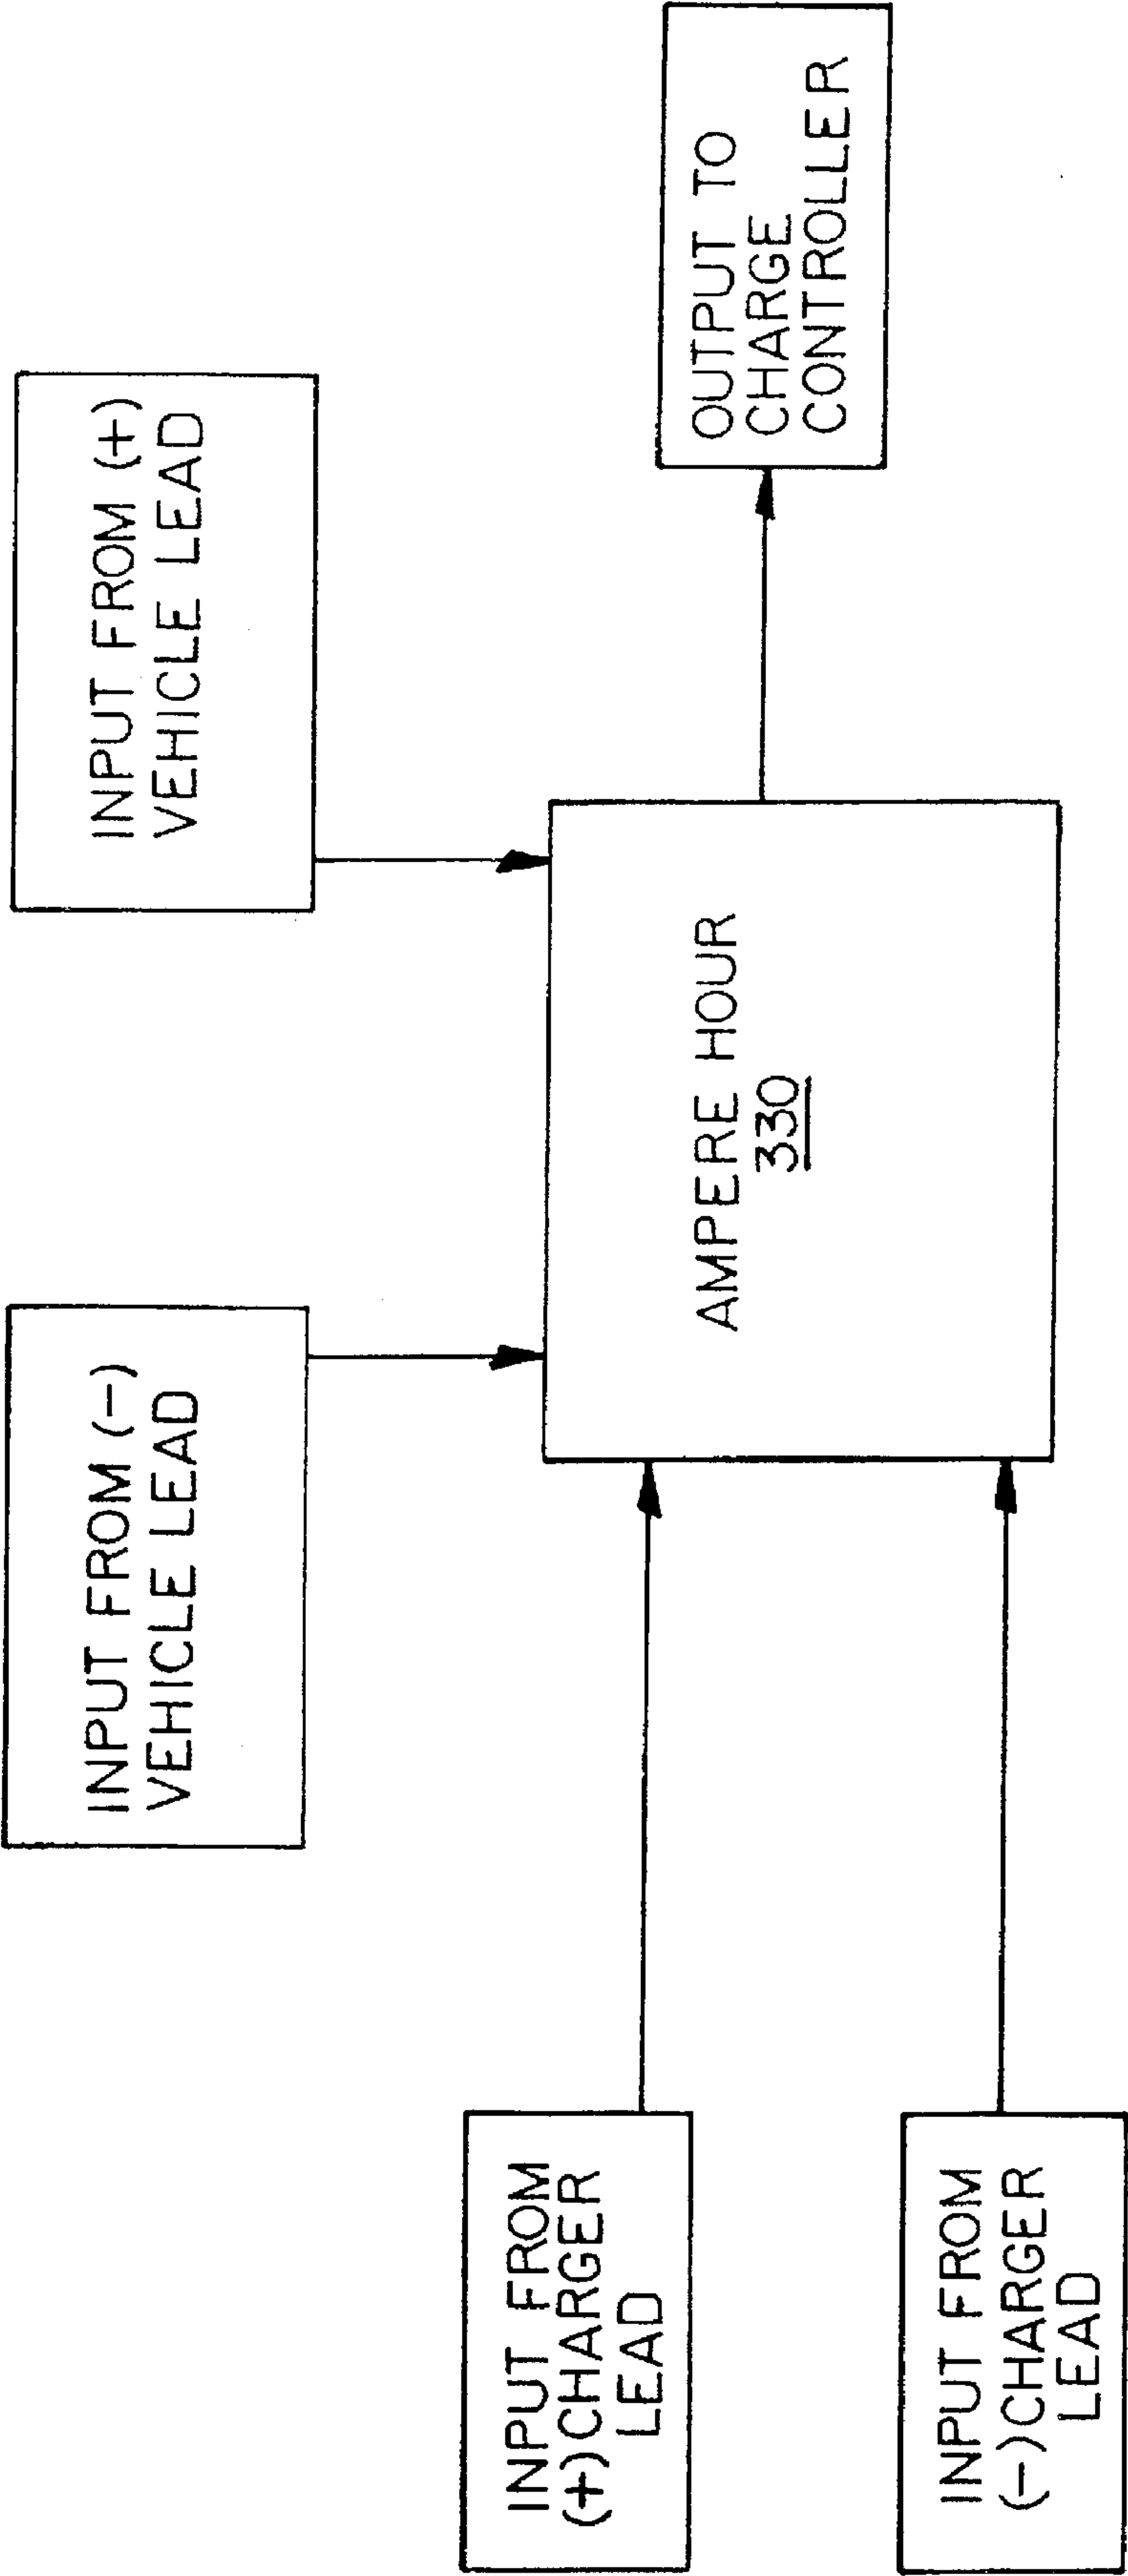 INPUT FROM (-)
VEHICLE LEAD
INPUT FROM (+)
VEHICLE LEAD
INPUT FROM
(+)CHARGER
LEAD
AMPERE HOUR
330
OUTPUT TO
CHARGE
CONTROLLER
INPUT FROM
(-)CHARGER
LEAD